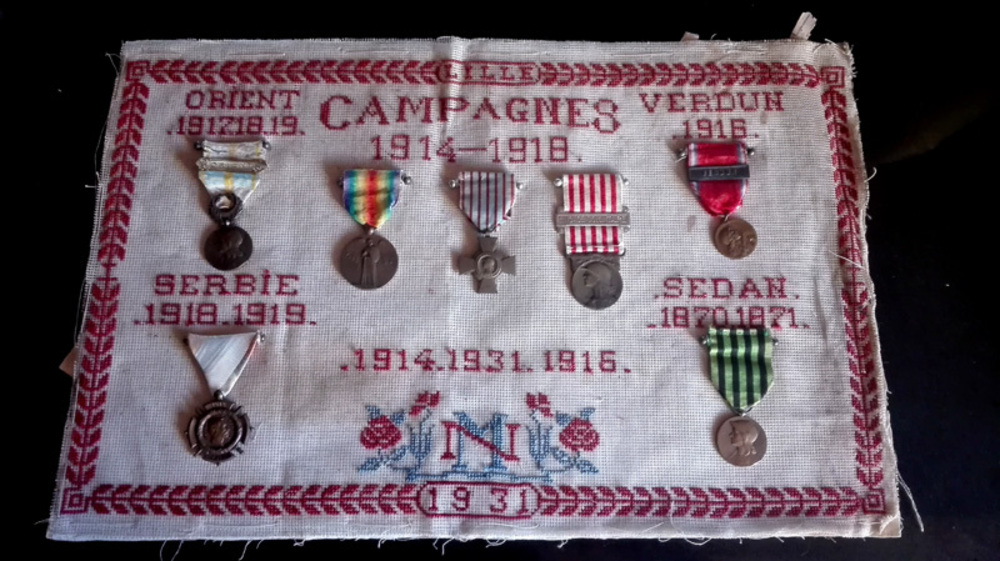 LILLE
ORIENT
.1917.18.19.
CAMPAGNES
1914—1918.
VERDUN
1916.
SERBIE
.1918.1919.
.SEDAN.
.1870.1871.
.1914.1931.1916.
MN
1931